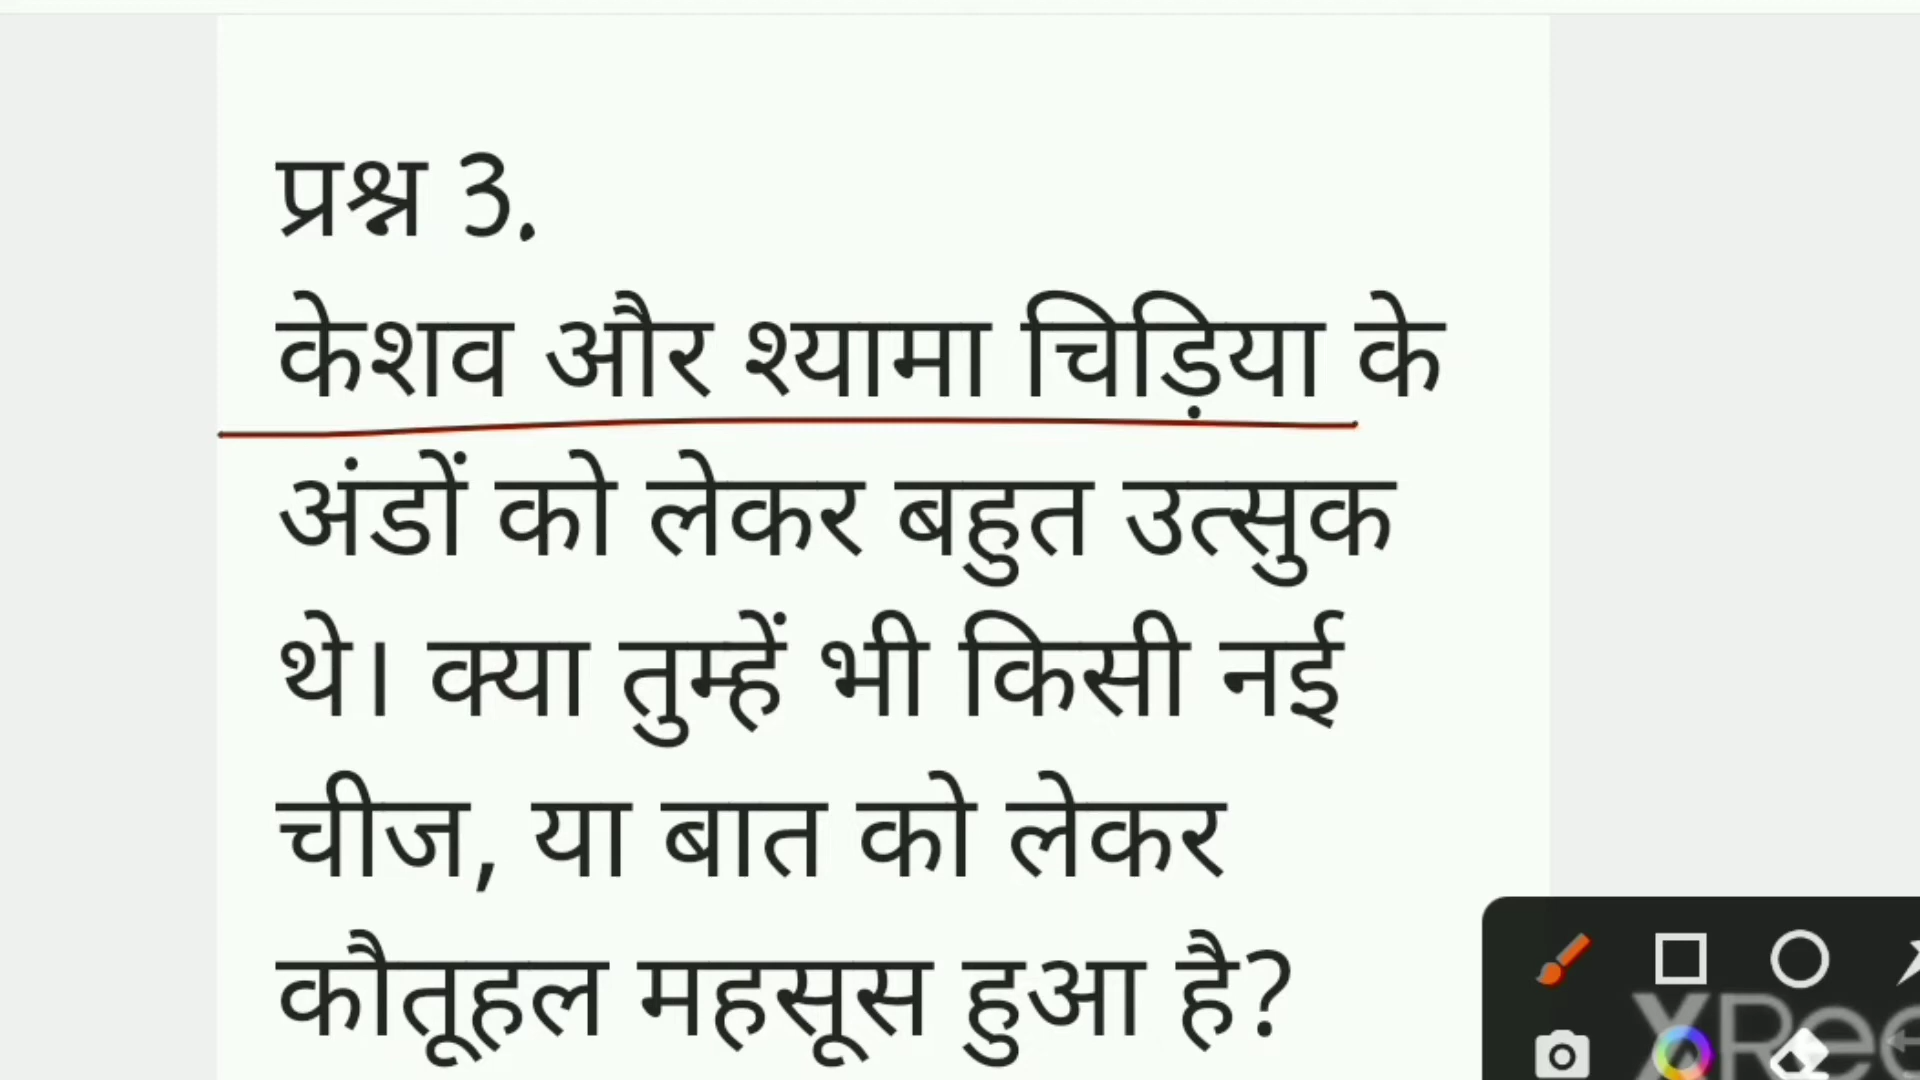 प्रश्न 3.
केशव और श्यामा चिड़िया के
अंडों को लेकर बहुत उत्सुक
थे। क्या तुम्हें भी किसी नई
चीज, या बात को लेकर
कौतूहल महसूस हुआ है?